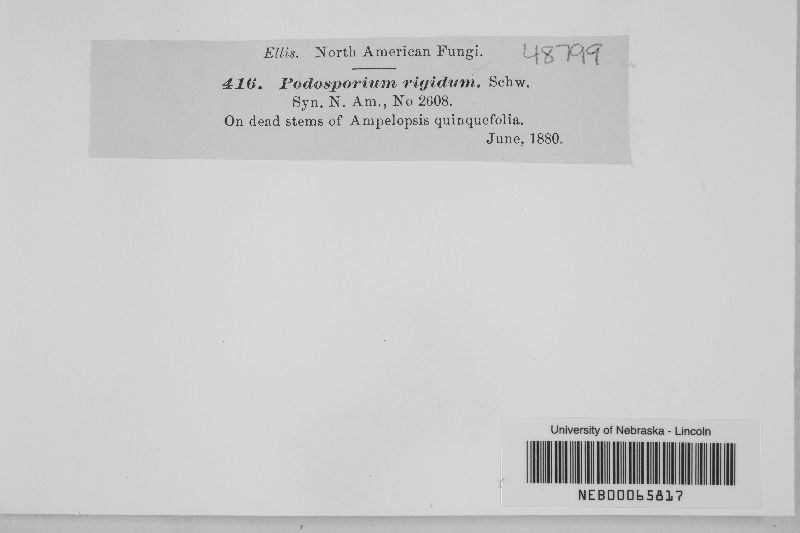 Ellis. North American Fungi. 48799
416. Podosporium rigidum. Schw.
Syn. N. Am., No 2608.
On dead stems of Ampelopsis quinquefolia.
June, 1880.
University of Nebraska - Lincoln
NEB00065817